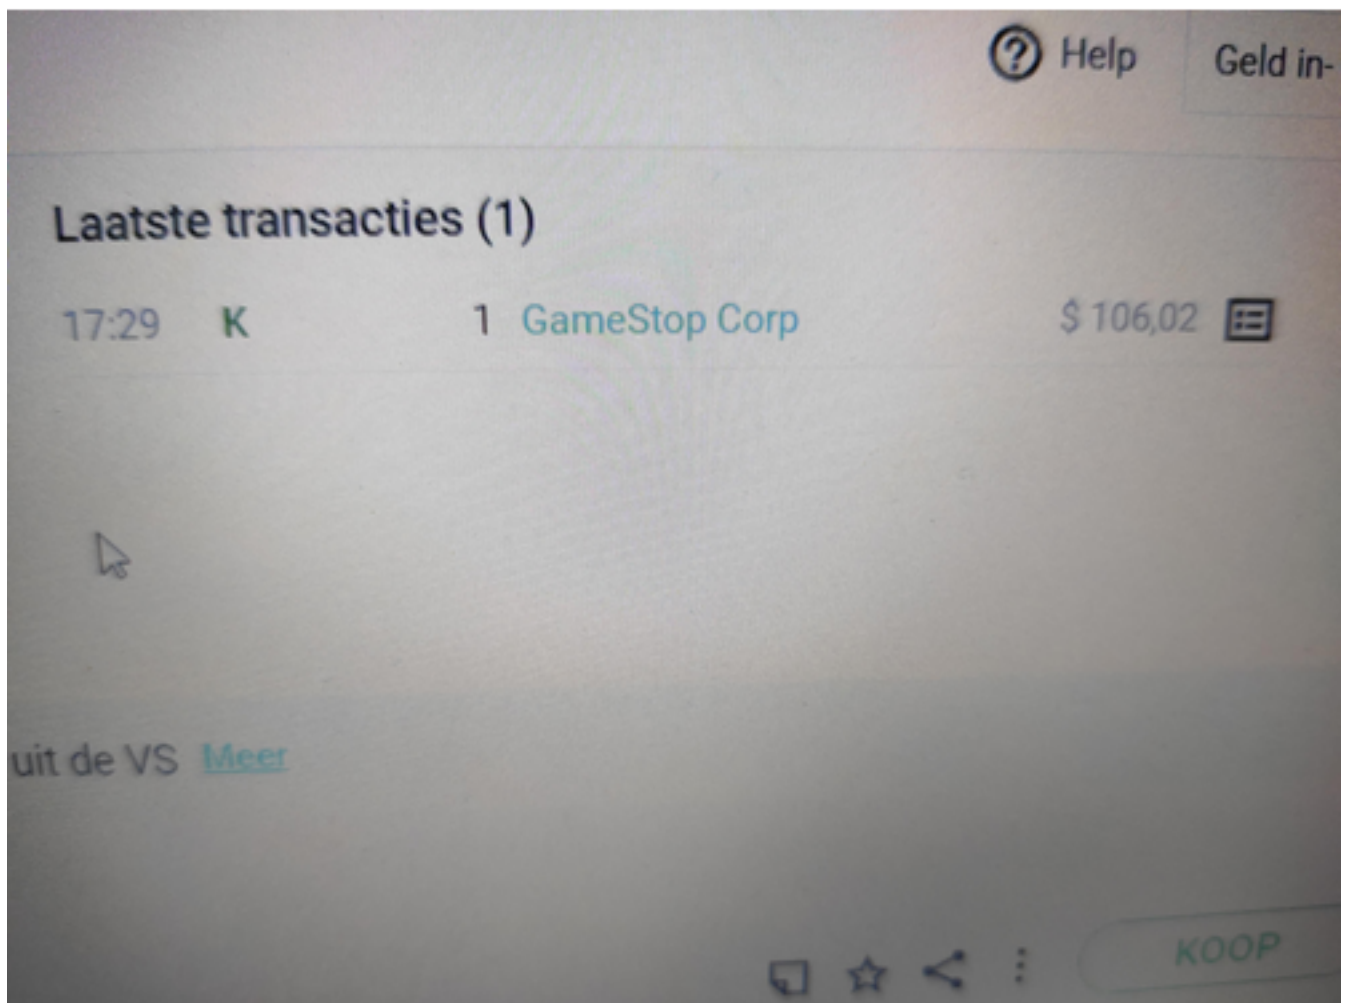 Help Geld in-
Laatste transacties (1)
17:29 K 1 GameStop Corp $ 106,02
uit de VS Meer
KOOP